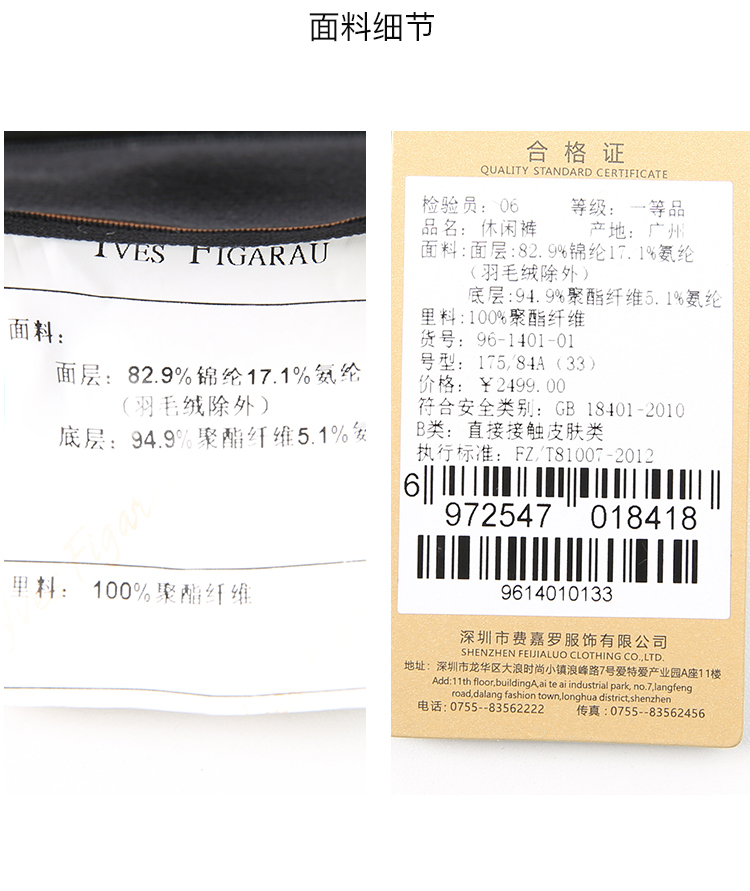 面料细节
IVES FIGARAU
面料:
面层: 82.9%锦纶17.1%氨纶
(羽毛绒除外)
底层: 94.9%聚酯纤维5.1%氨
里料: 100%聚酯纤维
合格证
QUALITY STANDARD CERTIFICATE
检验员: 06 等级: 一等品
品名: 休闲裤 产地: 广州
面料:面层:82.9%锦纶17.1%氨纶
(羽毛绒除外)
底层:94.9%聚酯纤维5.1%氨纶
里料:100%聚酯纤维
货号: 96-1401-01
号型: 175/84A (33)
价格: ¥2499.00
符合安全类别: GB 18401-2010
B类: 直接接触皮肤类
执行标准: FZ/T81007-2012
6 972547 018418
9614010133
深圳市费嘉罗服饰有限公司
SHENZHEN FEIJIALUO CLOTHING CO.,LTD.
地址: 深圳市龙华区大浪时尚小镇浪峰路7号爱特爱产业园A座11楼
Add:11th floor,buildingA,ai te ai industrial park, no.7,langfeng
road,dalang fashion town,longhua district,shenzhen
电话: 0755--83562222 传真: 0755--83562456